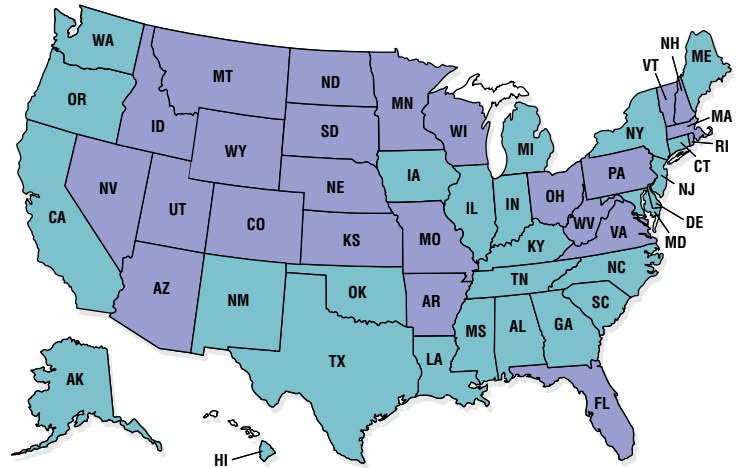 WA
NH
ME
VT
MT
ND
MN
OR
MA
ID
SD
WI
NY
MI
RI
WY
CT
IA
PA
NV
NE
NJ
UT
IL
IN
OH
CO
CA
DE
WV
VA
KS
MO
KY
MD
NC
TN
AZ
NM
OK
AR
SC
MS
AL
GA
LA
TX
AK
FL
HI